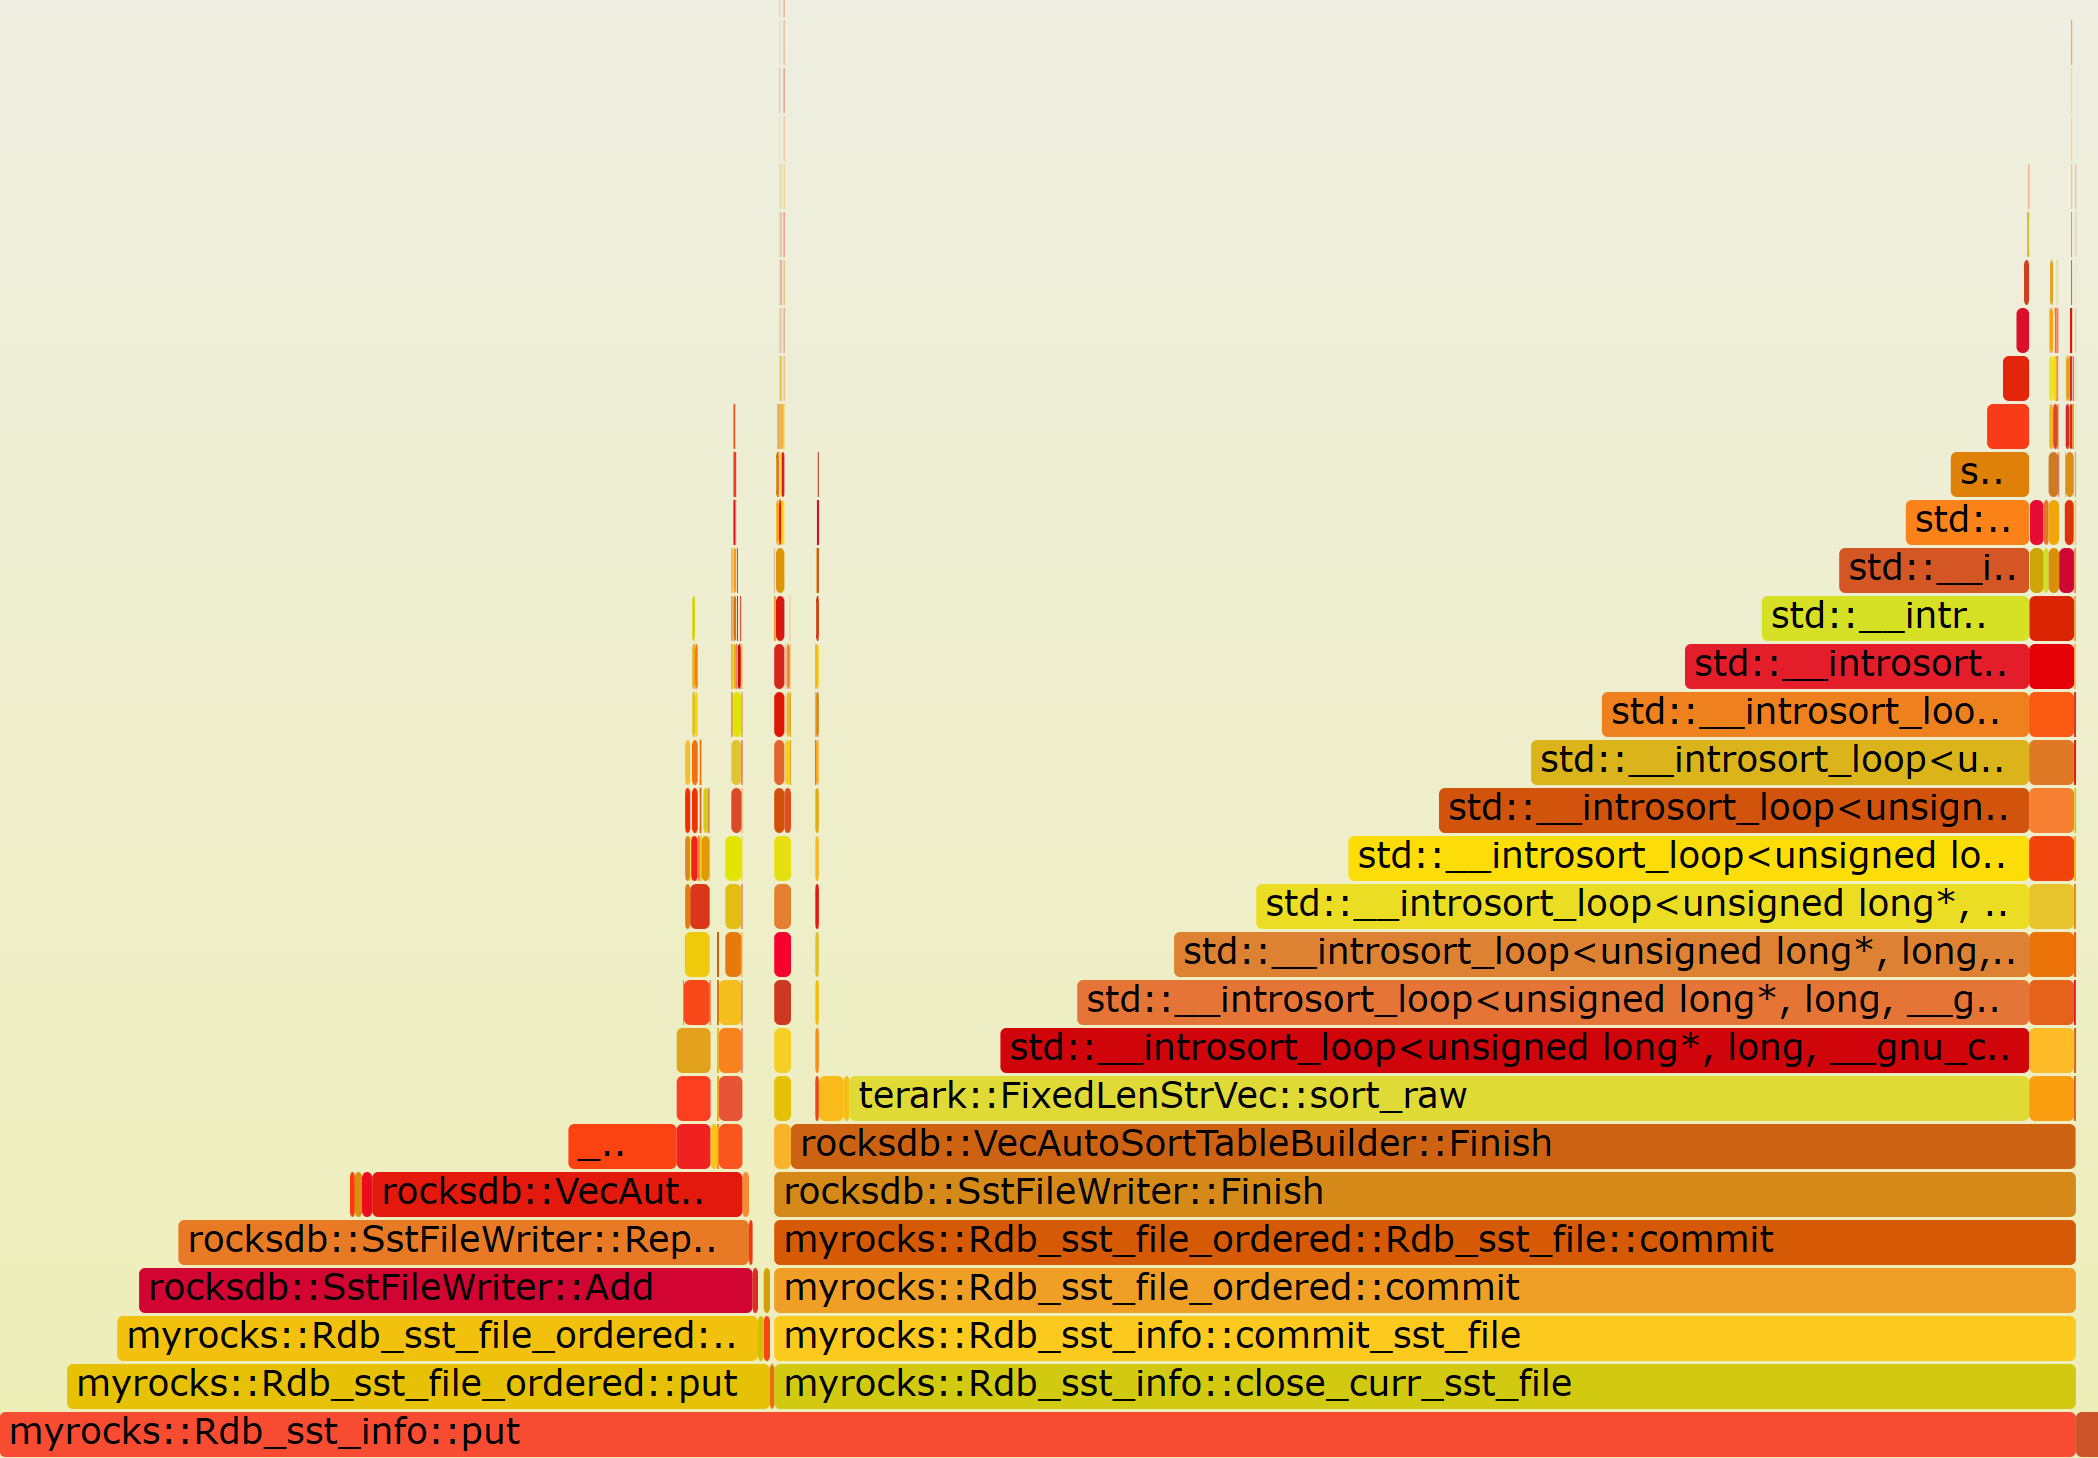 s..
std:..
std::__i..
std::__intr..
std::__introsort..
std::__introsort_loo..
std::__introsort_loop<u..
std::__introsort_loop<unsign..
std::__introsort_loop<unsigned lo..
std::__introsort_loop<unsigned long*, ..
std::__introsort_loop<unsigned long*, long,..
std::__introsort_loop<unsigned long*, long, __g..
std::__introsort_loop<unsigned long*, long, __gnu_c..
terark::FixedLenStrVec::sort_raw
_.. rocksdb::VecAutoSortTableBuilder::Finish
rocksdb::VecAut.. rocksdb::SstFileWriter::Finish
rocksdb::SstFileWriter::Rep.. myrocks::Rdb_sst_file_ordered::Rdb_sst_file::commit
rocksdb::SstFileWriter::Add myrocks::Rdb_sst_file_ordered::commit
myrocks::Rdb_sst_file_ordered:.. myrocks::Rdb_sst_info::commit_sst_file
myrocks::Rdb_sst_file_ordered::put myrocks::Rdb_sst_info::close_curr_sst_file
myrocks::Rdb_sst_info::put